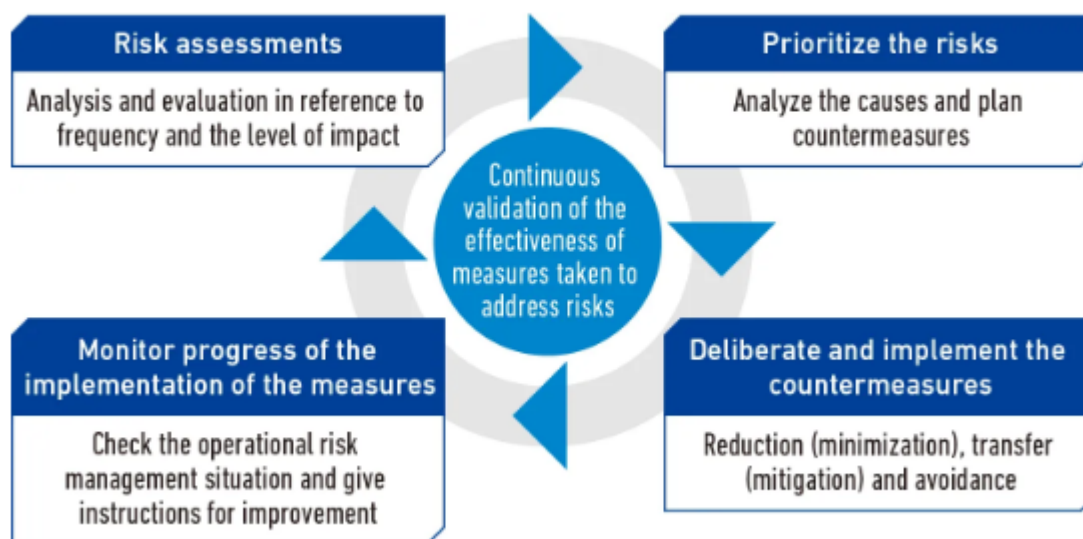 Risk assessments
Analysis and evaluation in reference to
frequency and the level of impact
Prioritize the risks
Analyze the causes and plan
countermeasures
Continuous
validation of the
effectiveness of
measures taken to
address risks
Monitor progress of the
implementation of the measures
Check the operational risk
management situation and give
instructions for improvement
Deliberate and implement the
countermeasures
Reduction (minimization), transfer
(mitigation) and avoidance